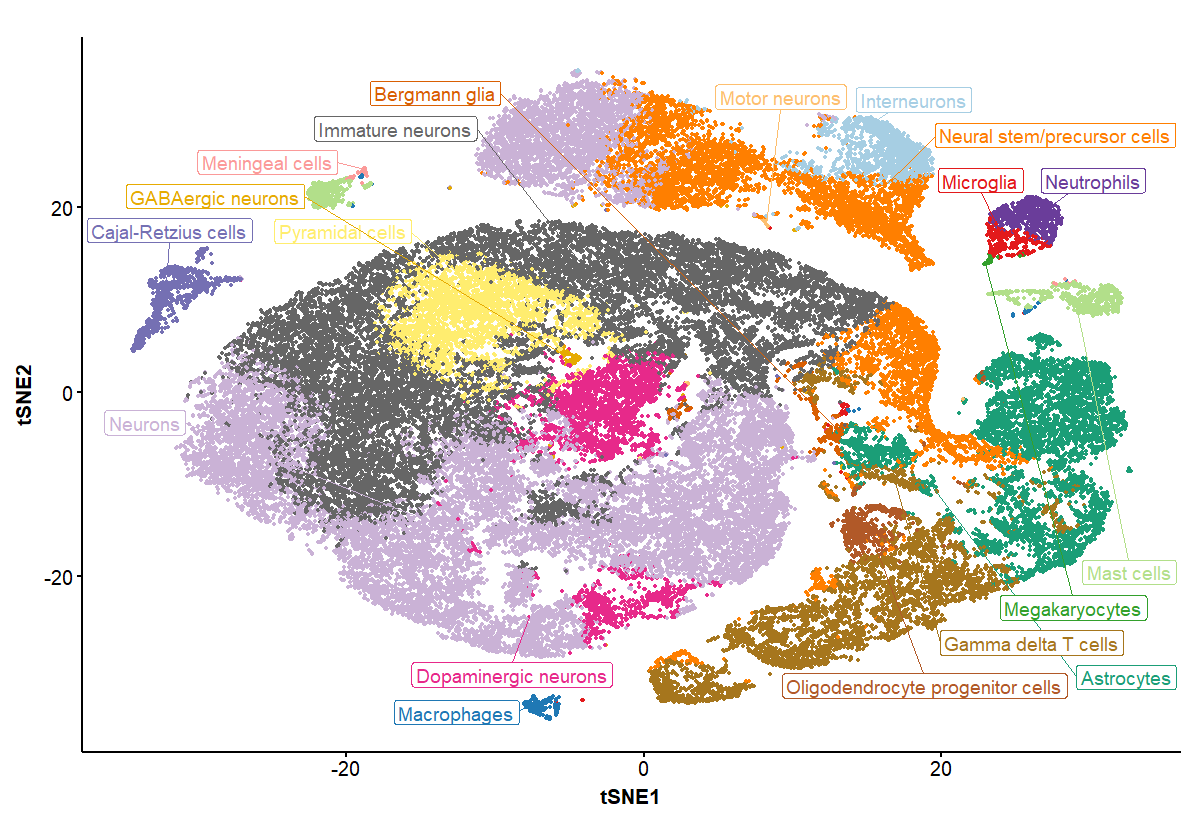 Bergmann glia
Motor neurons
Interneurons
Immature neurons
Neural stem/precursor cells
Meningeal cells
Microglia
Neutrophils
GABAergic neurons
Cajal-Retzius cells
Pyramidal cells
Neurons
Mast cells
Megakaryocytes
Gamma delta T cells
Dopaminergic neurons
Astrocytes
Oligodendrocyte progenitor cells
Macrophages
20
0
-20
tSNE2
-20
0
20
tSNE1